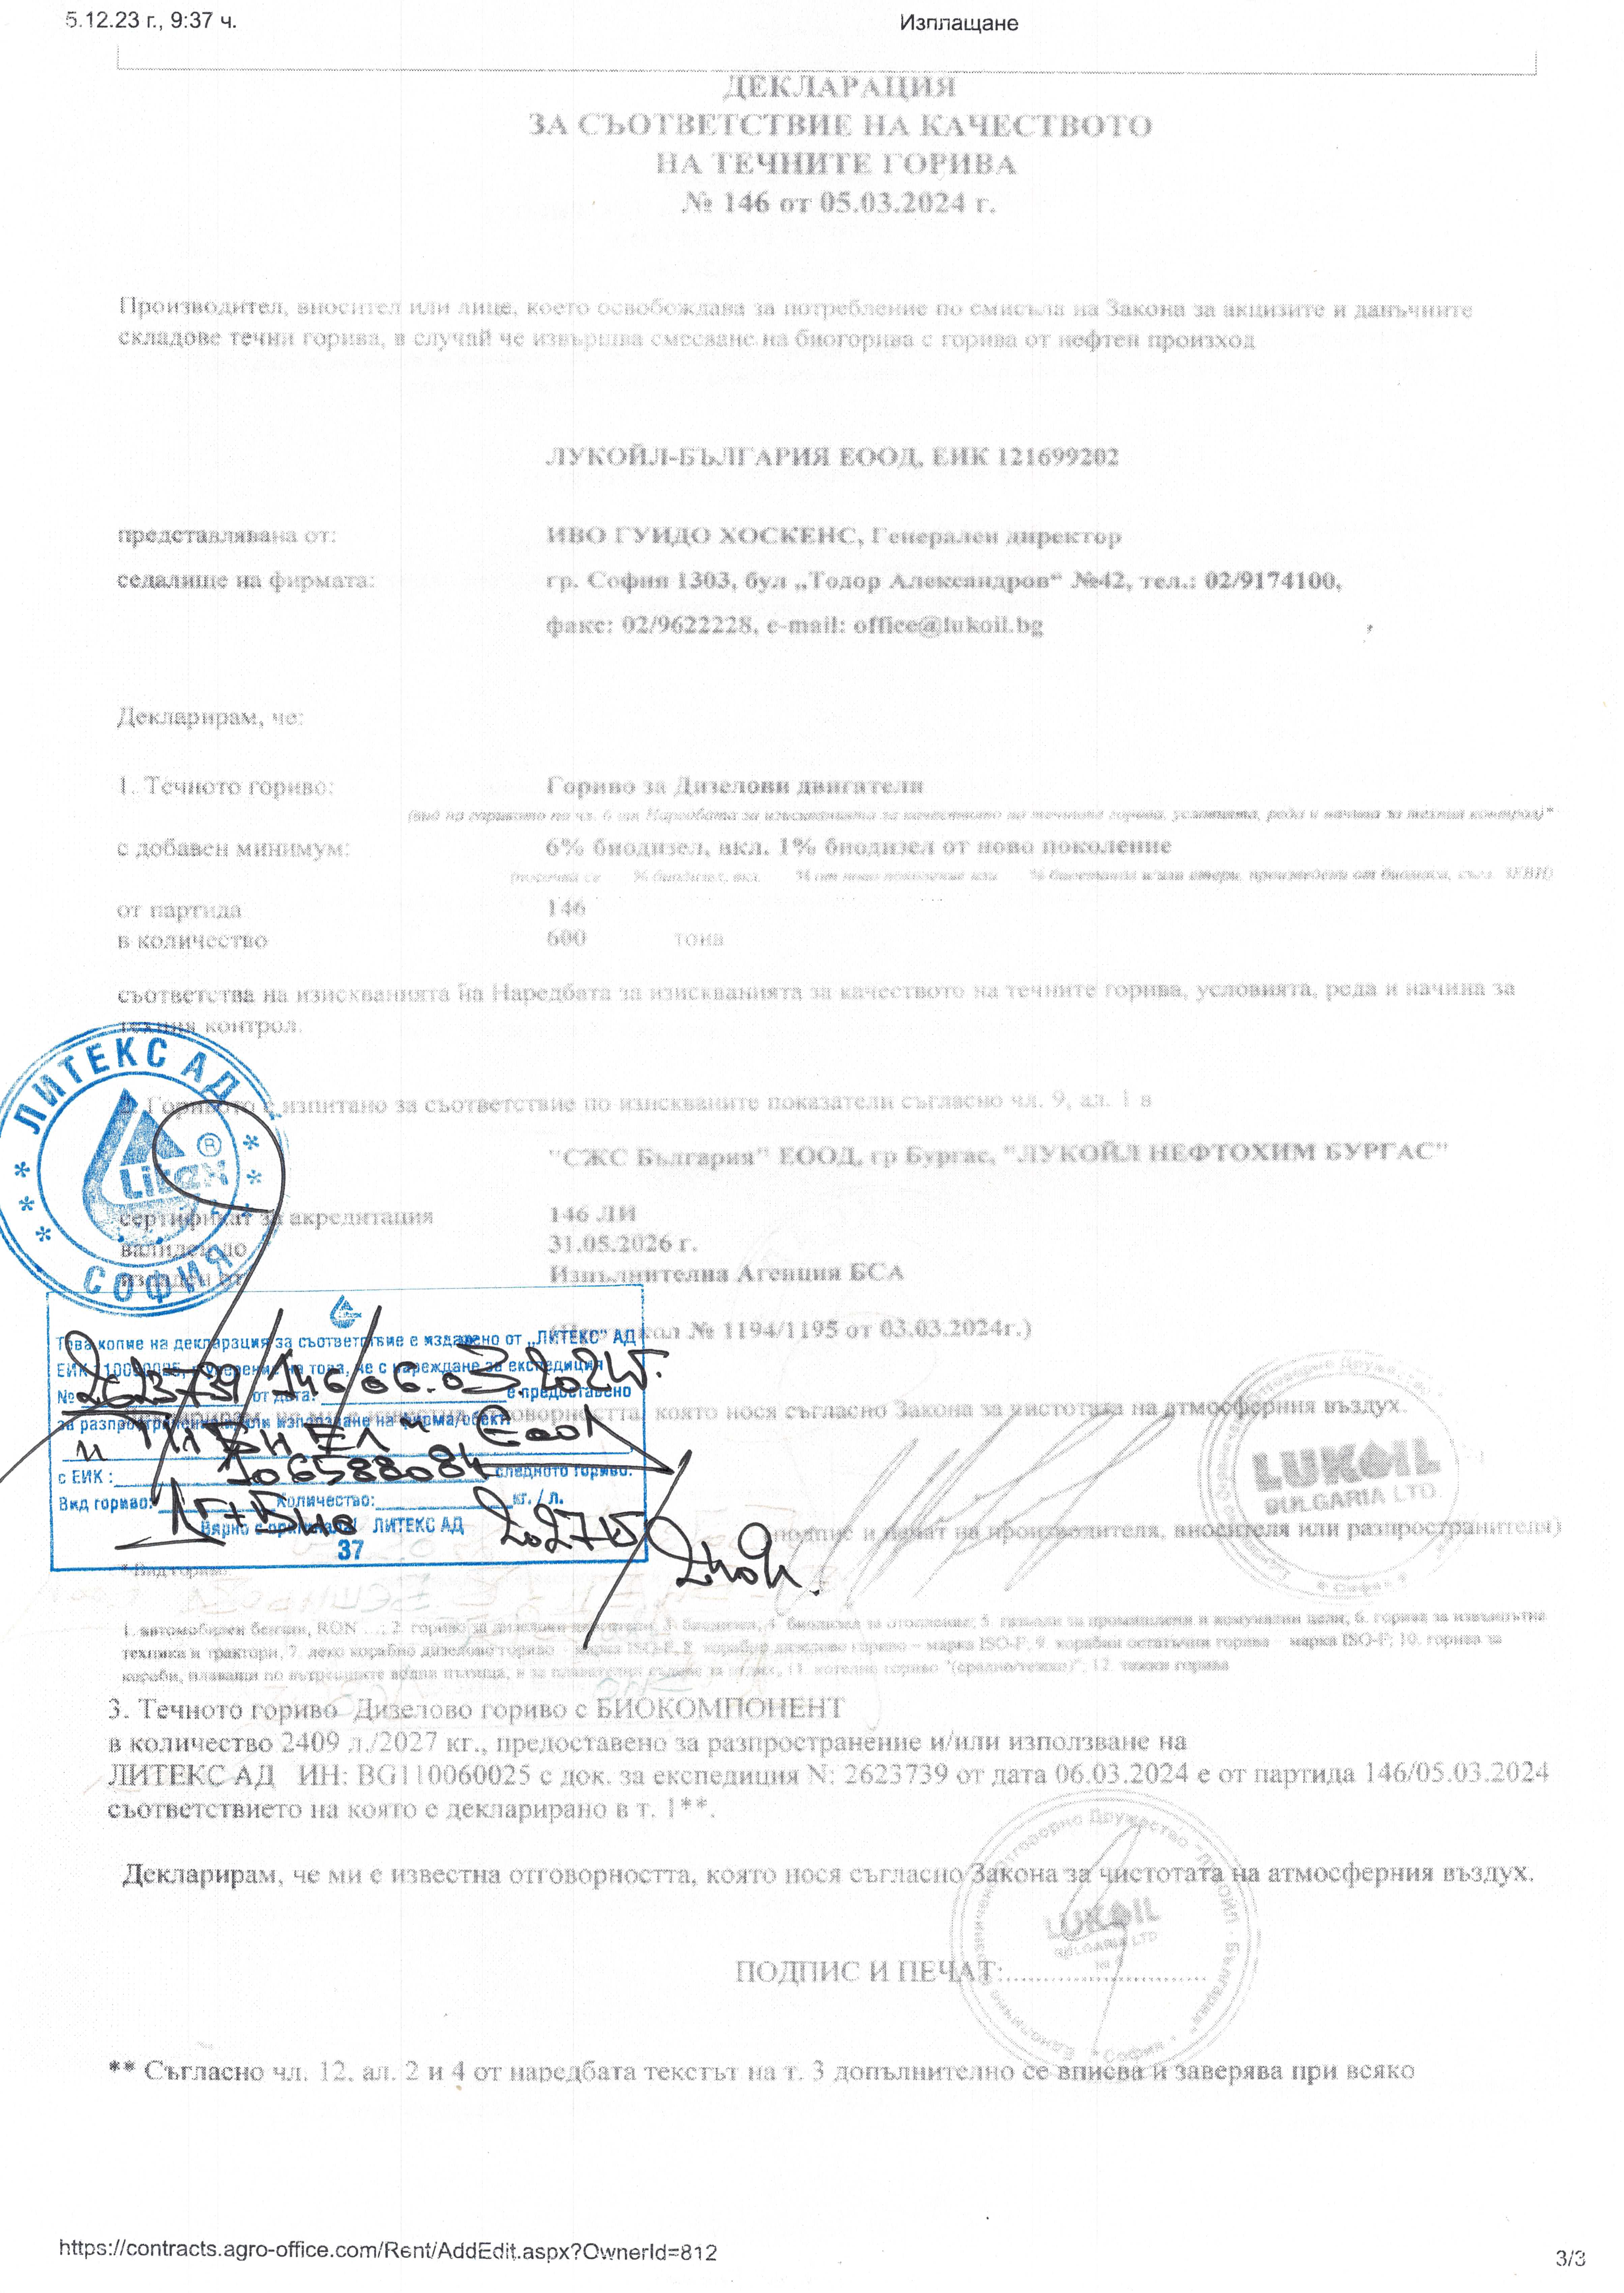 5.12.23 г., 9:37 ч. Изплащане
ДЕКЛАРАЦИЯ
ЗА СЪОТВЕТСТВИЕ НА КАЧЕСТВОТО
НА ТЕЧНИТЕ ГОРИВА
№ 146 от 05.03.2024 г.
Производител, вносител или лице, което освобождава за потребление по смисъла на Закона за акцизите и данъчните
складове течни горива, в случай че извършва смесване на биогорива с горива от нефтен произход
ЛУКОЙЛ-БЪЛГАРИЯ ЕООД, ЕИК 121699202
представлявана от: ИВО ГУИДО ХОСКЕНС, Генерален директор
седалище на фирмата: гр. София 1303, бул „Тодор Александров“ №42, тел.: 02/9174100,
факс: 02/9622228, e-mail: office@lukoil.bg
Декларирам, че:
1. Течното гориво: Гориво за Дизелови двигатели
(вид на горивото по чл. 6 от Наредбата за изискванията за качеството на течните горива, условията, реда и начина за техния контрол)*
с добавен минимум: 6% биодизел, вкл. 1% биодизел от ново поколение
от партида 146
в количество 600 тона
съответства на изискванията на Наредбата за изискванията за качеството на течните горива, условията, реда и начина за
техния контрол.
2. Горивото е изпитано за съответствие по изискваните показатели съгласно чл. 9, ал. 1 в
"СЖС България" ЕООД, гр Бургас, "ЛУКОЙЛ НЕФТОХИМ БУРГАС"
сертификат за акредитация 146 ЛИ
валиден до 31.05.2026 г.
издаден от Изпълнителна Агенция БСА
№ 1194/1195 от 03.03.2024г.)
ЛИТЕКС АД
Litex ®
СОФИЯ
Това копие на декларация за съответствие е издадено от „ЛИТЕКС" АД
ЕИК в уверение на това, че с нареждане за експедиция
№ 2623739 от дата: 146/06.03.2024г. е предоставено
за разпространение и/или използване на фирма/обект
ЕООД
с ЕИК: 106588084 следното гориво:
Вид гориво: ДГ+Био Количество: 2027 кг. / л.
Вярно с оригинала! ЛИТЕКС АД
37
отговорността, която нося съгласно Закона за чистотата на атмосферния въздух.
LUKOIL
BULGARIA LTD.
(подпис и печат на производителя, вносителя или разпространителя)
* Вид гориво:
1. автомобилен бензин, RON ...; 2. гориво за дизелови двигатели; 3. биодизел; 4. биодизел за отопление; 5. газьоли за промишлени и комунални цели; 6. горива за извънпътна
техника и трактори; 7. леко корабно дизелово гориво – марка ISO-F; 8. корабно дизелово гориво – марка ISO-F; 9. корабни остатъчни горива – марка ISO-F; 10. горива за
кораби, плаващи по вътрешните водни пътища, и за плавателни съдове за отдих; 11. котелно гориво "(средно/тежко)"; 12. тежки горива
3. Течното гориво Дизелово гориво с БИОКОМПОНЕНТ
в количество 2409 л./2027 кг., предоставено за разпространение и/или използване на
ЛИТЕКС АД ИН: BG110060025 с док. за експедиция N: 2623739 от дата 06.03.2024 е от партида 146/05.03.2024
съответствието на която е декларирано в т. 1**.
Декларирам, че ми е известна отговорността, която нося съгласно Закона за чистотата на атмосферния въздух.
LUKOIL
BULGARIA LTD
ПОДПИС И ПЕЧАТ:..............................
** Съгласно чл. 12, ал. 2 и 4 от наредбата текстът на т. 3 допълнително се вписва и заверява при всяко
https://contracts.agro-office.com/Rent/AddEdit.aspx?OwnerId=812 3/3